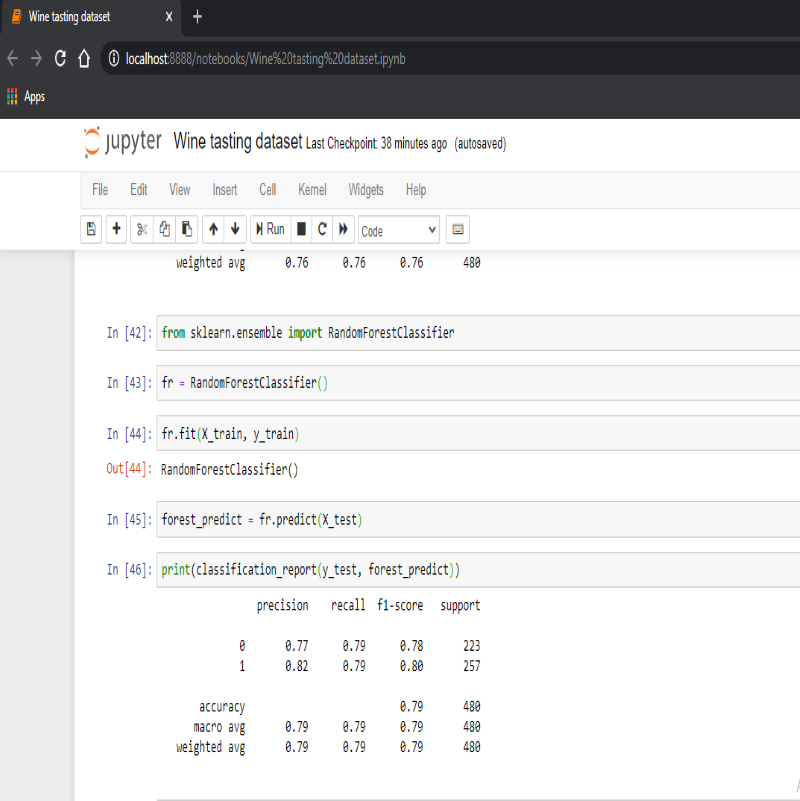 Wine tasting dataset
localhost:8888/notebooks/Wine%20tasting%20dataset.ipynb
Apps
jupyter Wine tasting dataset Last Checkpoint: 38 minutes ago (autosaved)
File Edit View Insert Cell Kernel Widgets Help
Run Code
weighted avg 0.76 0.76 0.76 480
In [42]: from sklearn.ensemble import RandomForestClassifier
In [43]: fr = RandomForestClassifier()
In [44]: fr.fit(X_train, y_train)
Out[44]: RandomForestClassifier()
In [45]: forest_predict = fr.predict(X_test)
In [46]: print(classification_report(y_test, forest_predict))
precision recall f1-score support
0 0.77 0.79 0.78 223
1 0.82 0.79 0.80 257
accuracy 0.79 480
macro avg 0.79 0.79 0.79 480
weighted avg 0.79 0.79 0.79 480